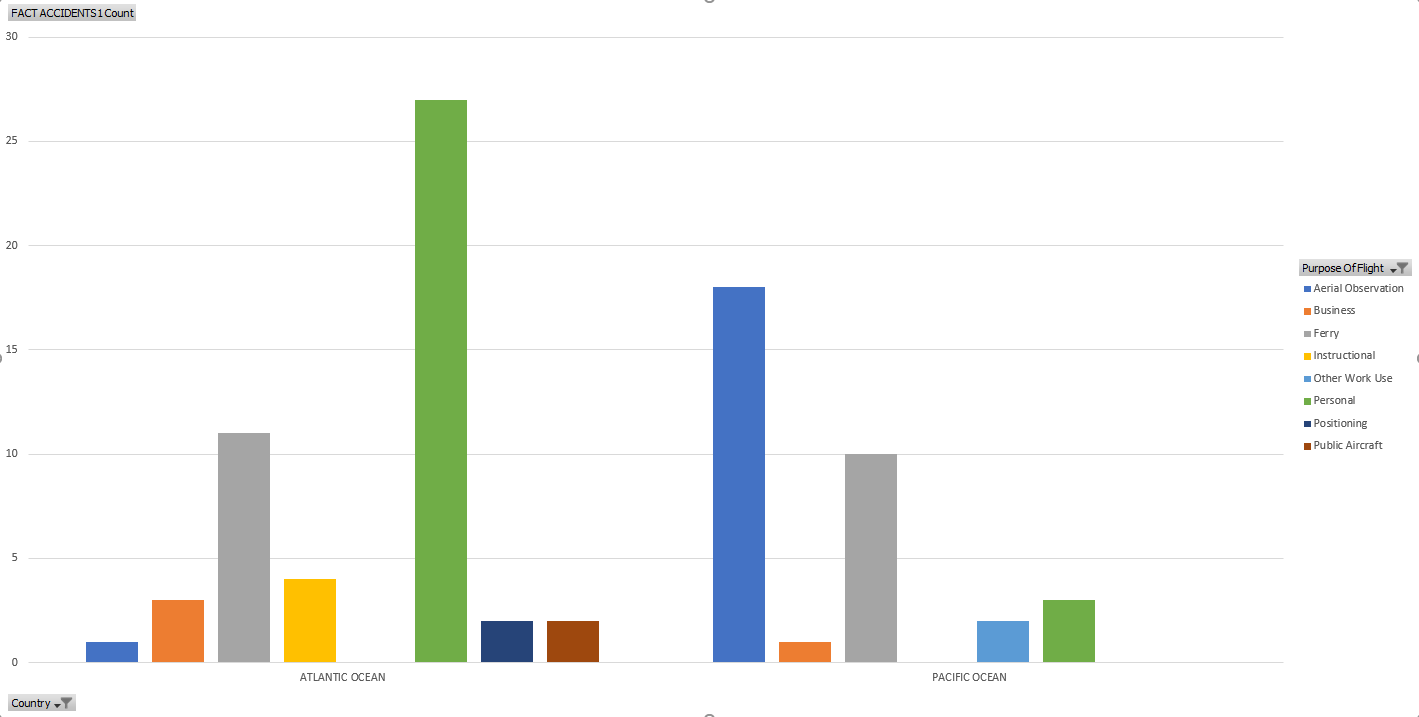 FACT ACCIDENTS1 Count
30
25
20
15
10
5
0
ATLANTIC OCEAN
PACIFIC OCEAN
Purpose Of Flight
Aerial Observation
Business
Ferry
Instructional
Other Work Use
Personal
Positioning
Public Aircraft
Country